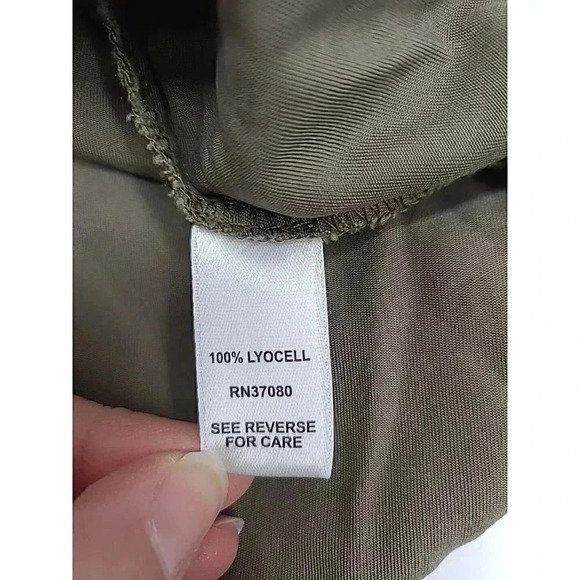 100% LYOCELL
RN37080
SEE REVERSE
FOR CARE